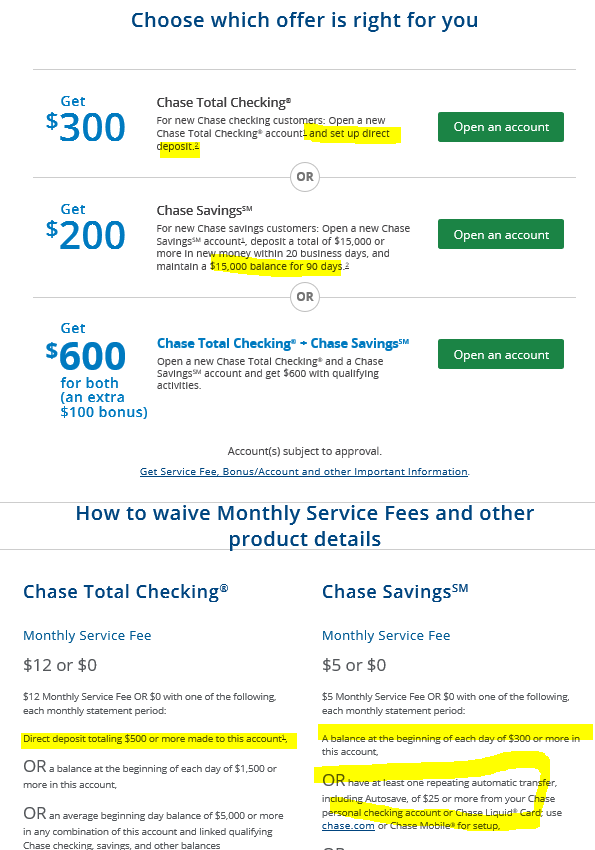 Choose which offer is right for you
Get
$300
Chase Total Checking®
For new Chase checking customers: Open a new
Chase Total Checking® account¹ and set up direct
deposit.²
Open an account
OR
Get
$200
Chase Savings℠
For new Chase savings customers: Open a new Chase
Savings℠ account¹, deposit a total of $15,000 or
more in new money within 20 business days, and
maintain a $15,000 balance for 90 days.²
Open an account
OR
Get
$600
for both
(an extra
$100 bonus)
Chase Total Checking® + Chase Savings℠
Open a new Chase Total Checking® and a Chase
Savings℠ account and get $600 with qualifying
activities.
Open an account
Account(s) subject to approval.
Get Service Fee, Bonus/Account and other Important Information.
How to waive Monthly Service Fees and other
product details
Chase Total Checking®
Monthly Service Fee
$12 or $0
$12 Monthly Service Fee OR $0 with one of the following,
each monthly statement period:
Direct deposit totaling $500 or more made to this account¹,
OR a balance at the beginning of each day of $1,500 or
more in this account,
OR an average beginning day balance of $5,000 or more
in any combination of this account and linked qualifying
Chase checking, savings, and other balances
Chase Savings℠
Monthly Service Fee
$5 or $0
$5 Monthly Service Fee OR $0 with one of the following,
each monthly statement period:
A balance at the beginning of each day of $300 or more in
this account,
OR have at least one repeating automatic transfer,
including Autosave, of $25 or more from your Chase
personal checking account or Chase Liquid® Card; use
chase.com or Chase Mobile® for setup,